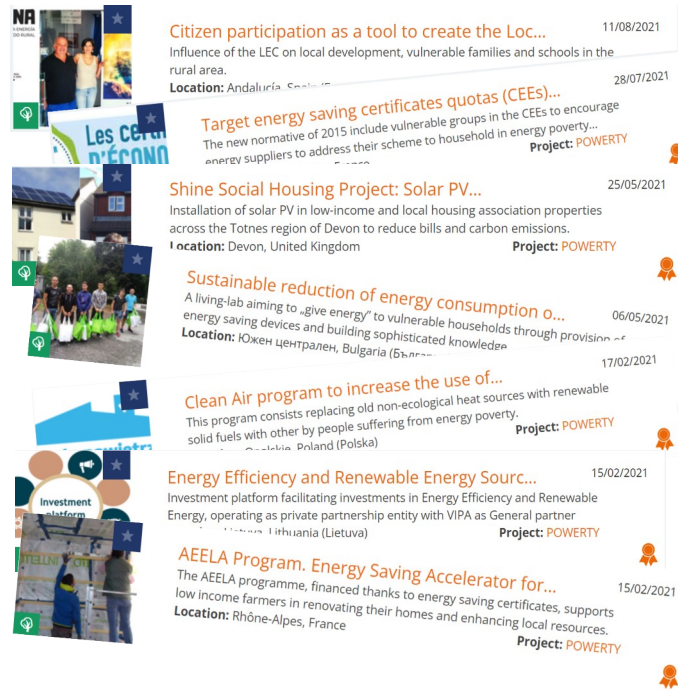 NA
A ENERGÍA
DO RURAL
Citizen participation as a tool to create the Loc...
11/08/2021
Influence of the LEC on local development, vulnerable families and schools in the
rural area.
Location: Andalucía,
Les
D'ÉCONO
Target energy saving certificates quotas (CEEs)...
28/07/2021
The new normative of 2015 include vulnerable groups in the CEEs to encourage
energy suppliers to address their scheme to household in energy poverty...
Project: POWERTY
Shine Social Housing Project: Solar PV...
25/05/2021
Installation of solar PV in low-income and local housing association properties
across the Totnes region of Devon to reduce bills and carbon emissions.
Location: Devon, United Kingdom
Project: POWERTY
Sustainable reduction of energy consumption o...
06/05/2021
A living-lab aiming to „give energy" to vulnerable households through provision of
energy saving devices and building sophisticated knowledge
Location: Южен централен, Bulgaria
Clean Air program to increase the use of...
17/02/2021
This program consists replacing old non-ecological heat sources with renewable
solid fuels with other by people suffering from energy poverty.
Poland (Polska)
Project: POWERTY
Investment
platform
Energy Efficiency and Renewable Energy Sourc...
15/02/2021
Investment platform facilitating investments in Energy Efficiency and Renewable
Energy, operating as private partnership entity with VIPA as General partner
Lithuania (Lietuva)
Project: POWERTY
AEELA Program. Energy Saving Accelerator for...
15/02/2021
The AEELA programme, financed thanks to energy saving certificates, supports
low income farmers in renovating their homes and enhancing local resources.
Location: Rhône-Alpes, France
Project: POWERTY